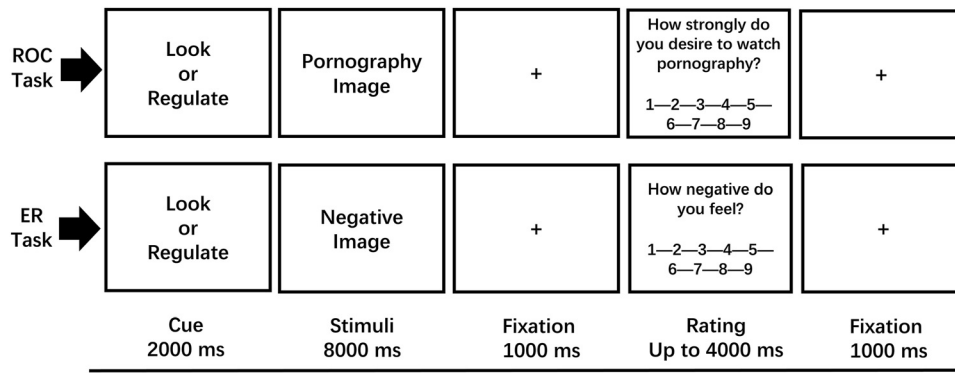 ROC
Task
Look
or
Regulate
Pornography
Image
+
How strongly do
you desire to watch
pornography?
1—2—3—4—5—
6—7—8—9
+
ER
Task
Look
or
Regulate
Negative
Image
+
How negative do
you feel?
1—2—3—4—5—
6—7—8—9
+
Cue
2000 ms
Stimuli
8000 ms
Fixation
1000 ms
Rating
Up to 4000 ms
Fixation
1000 ms